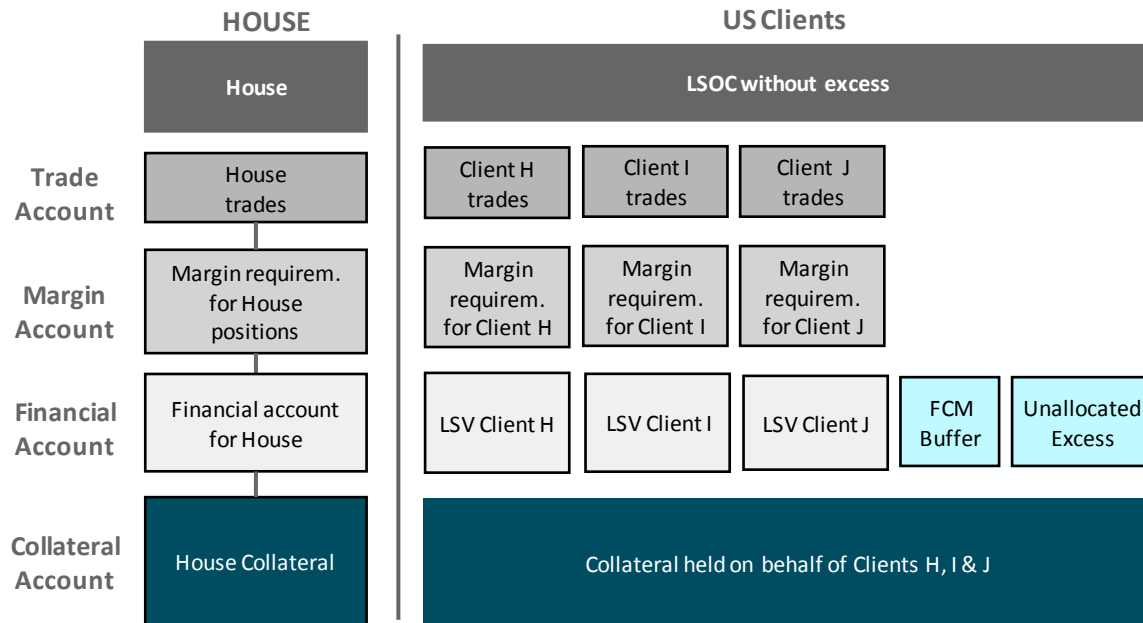 HOUSE
US Clients
House
LSOC without excess
Trade
Account
House
trades
Client H
trades
Client I
trades
Client J
trades
Margin
Account
Margin requirem.
for House
positions
Margin
requirem.
for Client H
Margin
requirem.
for Client I
Margin
requirem.
for Client J
Financial
Account
Financial account
for House
LSV Client H
LSV Client I
LSV Client J
FCM
Buffer
Unallocated
Excess
Collateral
Account
House Collateral
Collateral held on behalf of Clients H, I & J